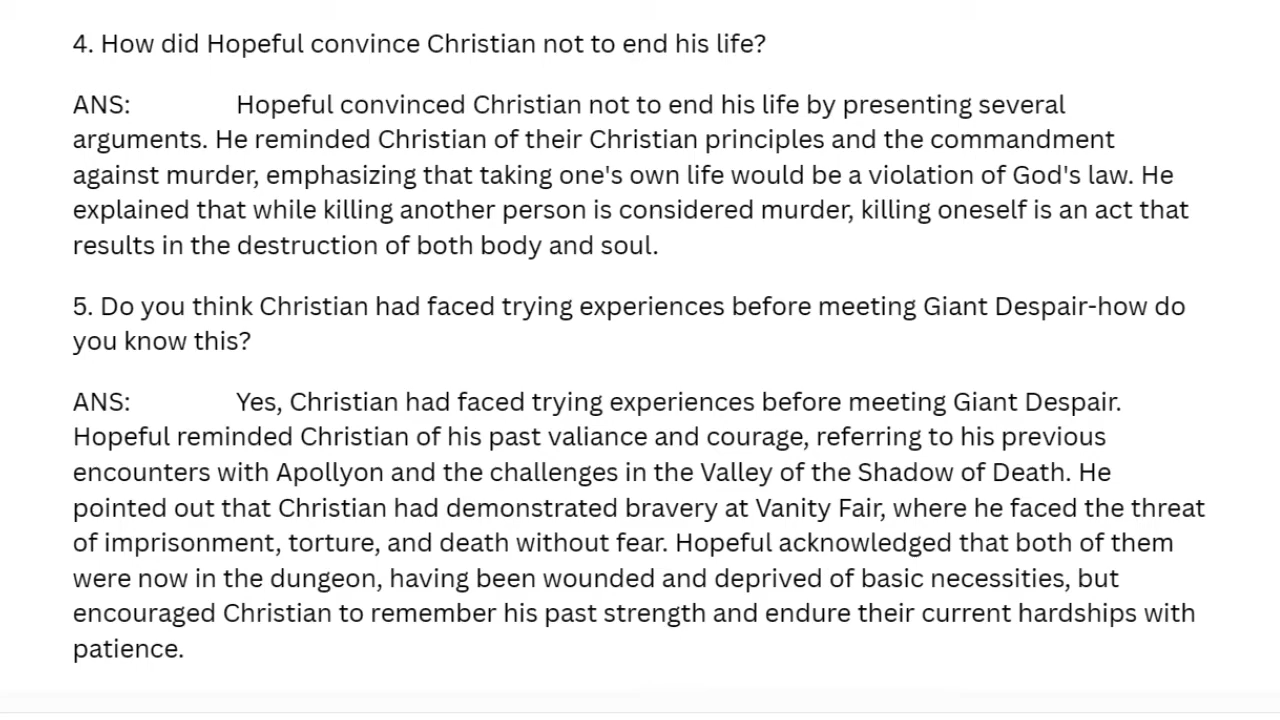 4. How did Hopeful convince Christian not to end his life?
ANS: Hopeful convinced Christian not to end his life by presenting several
arguments. He reminded Christian of their Christian principles and the commandment
against murder, emphasizing that taking one's own life would be a violation of God's law. He
explained that while killing another person is considered murder, killing oneself is an act that
results in the destruction of both body and soul.
5. Do you think Christian had faced trying experiences before meeting Giant Despair-how do
you know this?
ANS: Yes, Christian had faced trying experiences before meeting Giant Despair.
Hopeful reminded Christian of his past valiance and courage, referring to his previous
encounters with Apollyon and the challenges in the Valley of the Shadow of Death. He
pointed out that Christian had demonstrated bravery at Vanity Fair, where he faced the threat
of imprisonment, torture, and death without fear. Hopeful acknowledged that both of them
were now in the dungeon, having been wounded and deprived of basic necessities, but
encouraged Christian to remember his past strength and endure their current hardships with
patience.